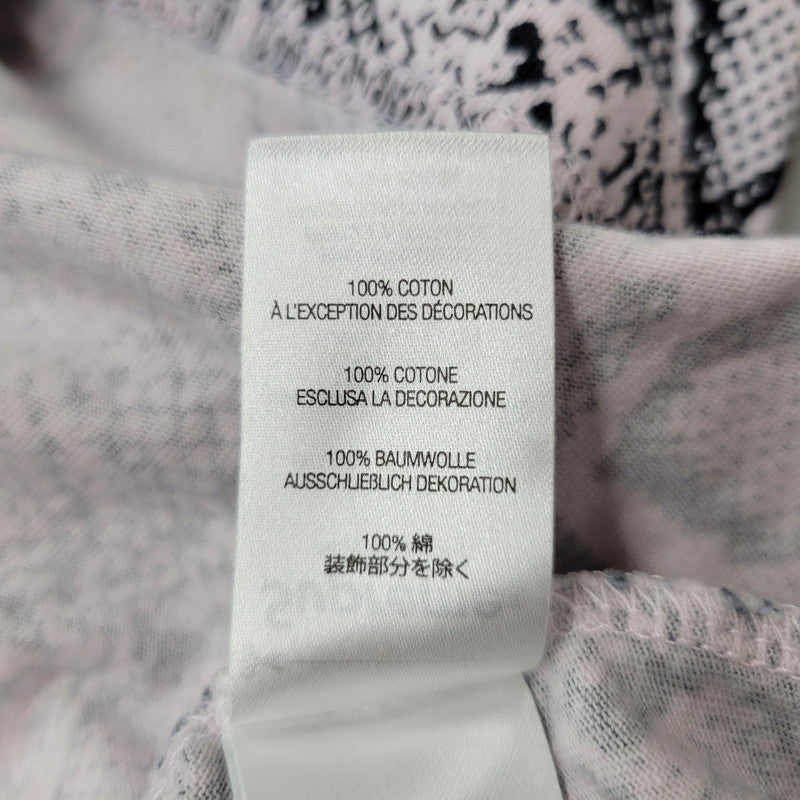 100% COTON
À L'EXCEPTION DES DÉCORATIONS
100% COTONE
ESCLUSA LA DECORAZIONE
100% BAUMWOLLE
AUSSCHLIEßLICH DEKORATION
100% 綿
装飾部分を除く